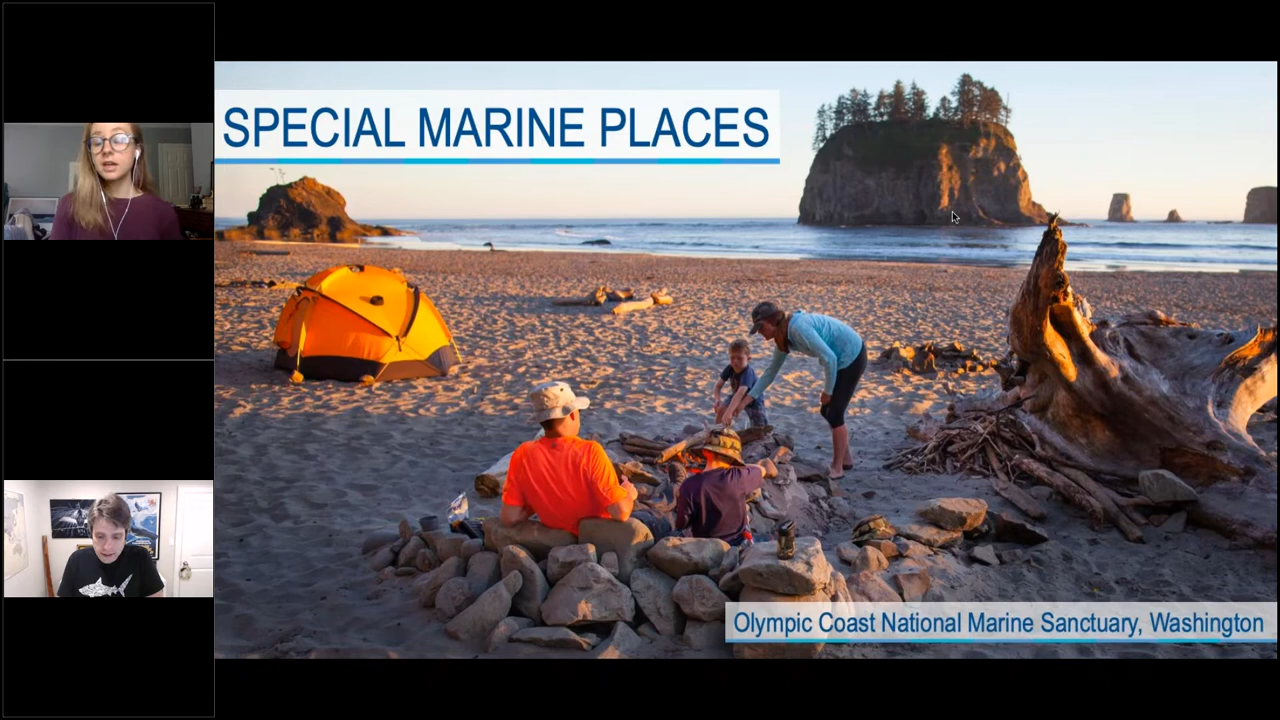 SPECIAL MARINE PLACES
Olympic Coast National Marine Sanctuary, Washington